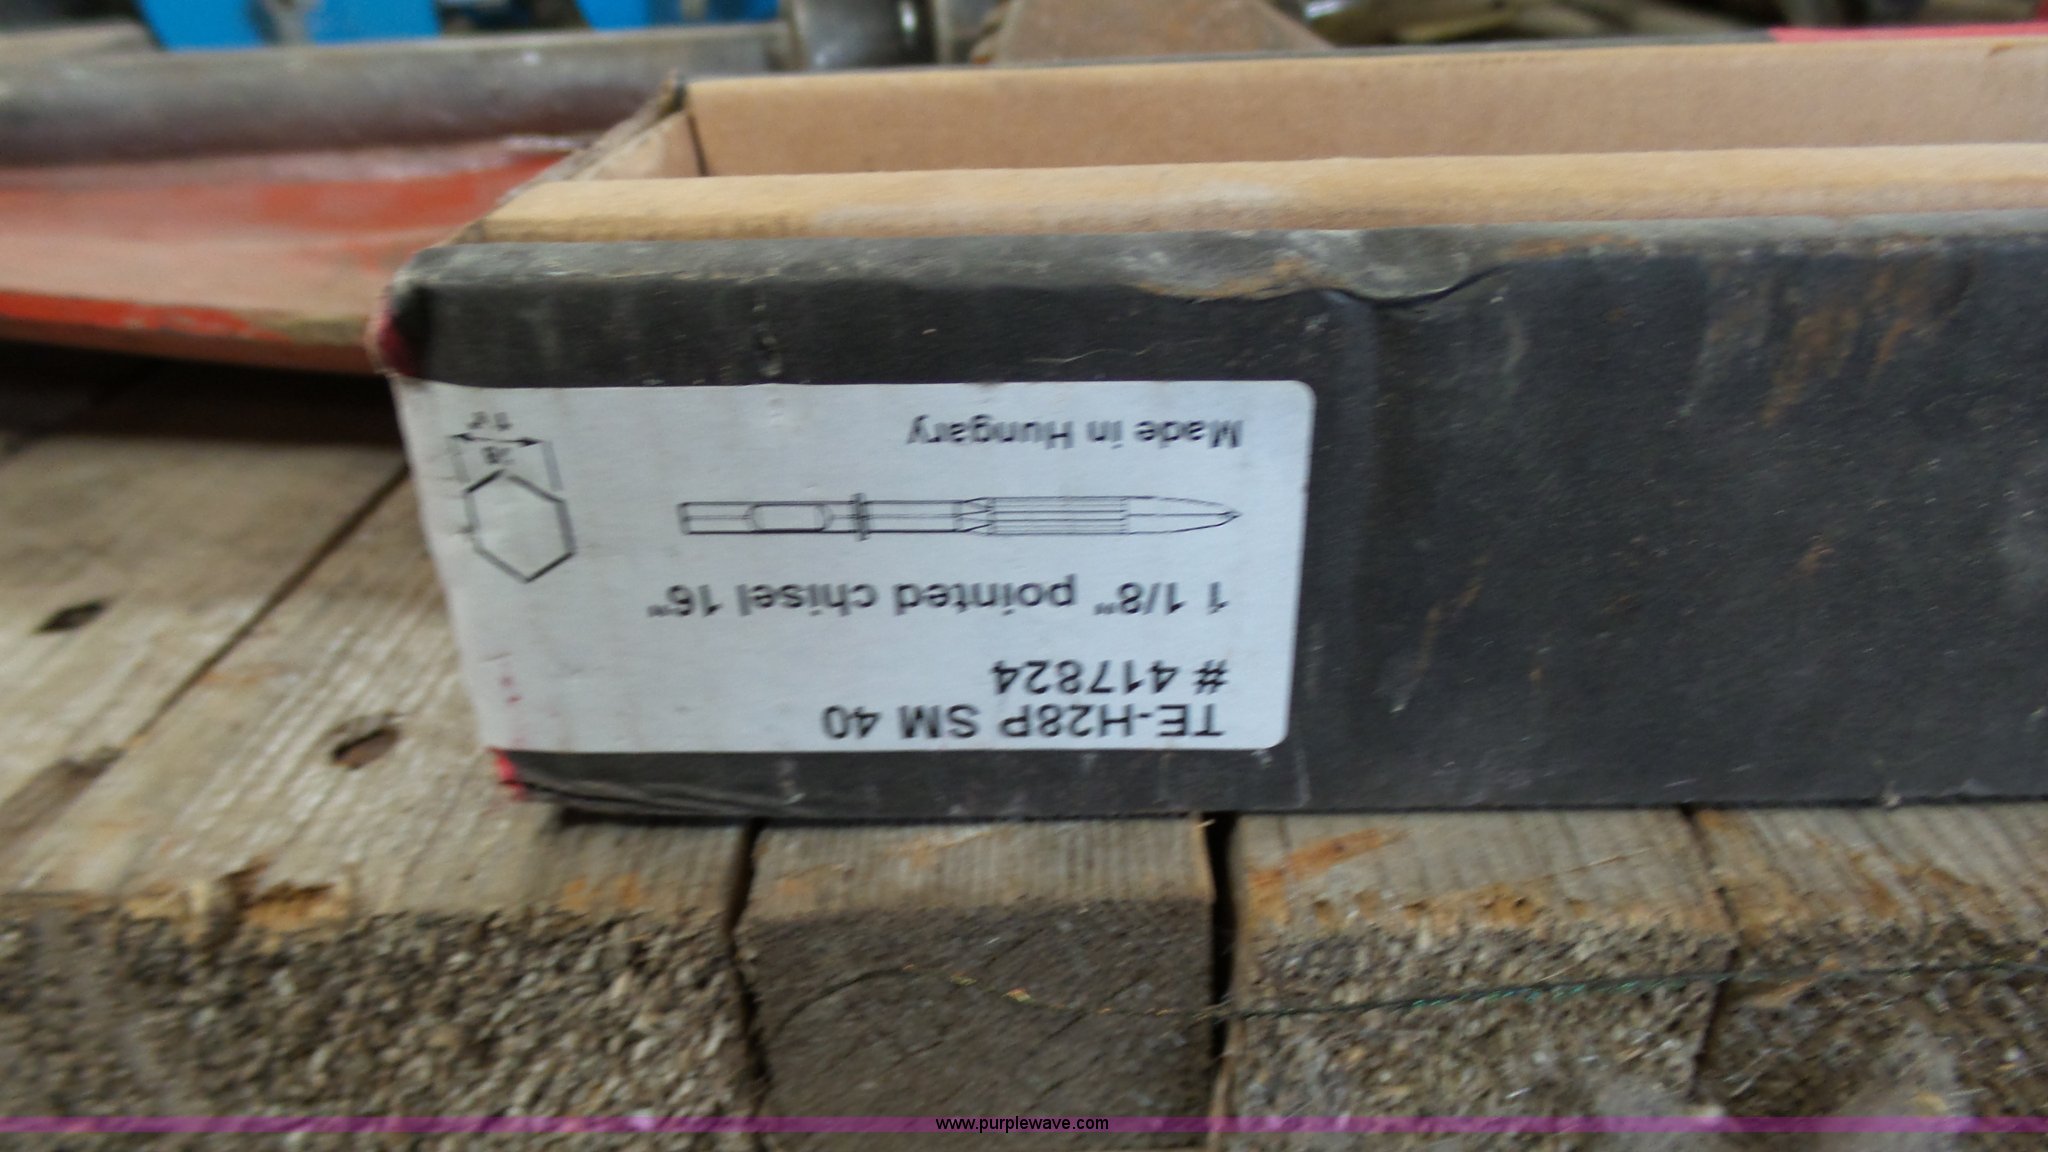 TE-H28P SM 40
# 417824
1 1/8" pointed chisel 16"
Made in Hungary
www.purplewave.com